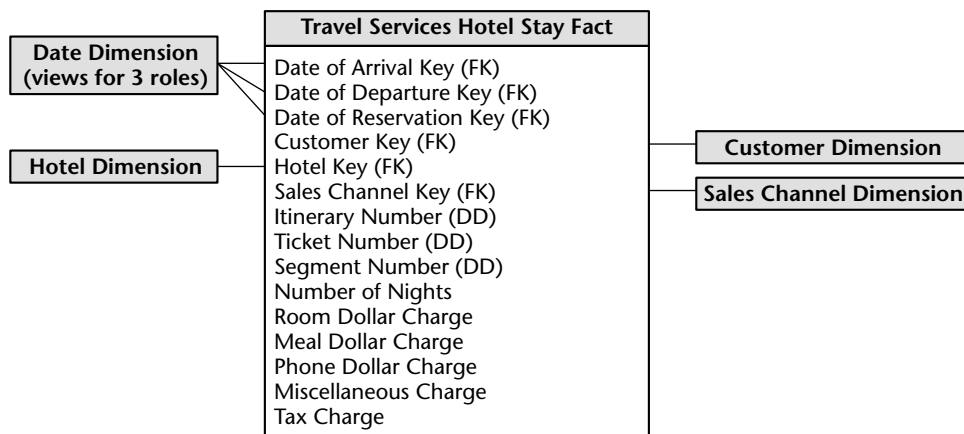 Travel Services Hotel Stay Fact
Date Dimension
(views for 3 roles)
Date of Arrival Key (FK)
Date of Departure Key (FK)
Date of Reservation Key (FK)
Customer Key (FK)
Hotel Key (FK)
Sales Channel Key (FK)
Itinerary Number (DD)
Ticket Number (DD)
Segment Number (DD)
Number of Nights
Room Dollar Charge
Meal Dollar Charge
Phone Dollar Charge
Miscellaneous Charge
Tax Charge
Hotel Dimension
Customer Dimension
Sales Channel Dimension